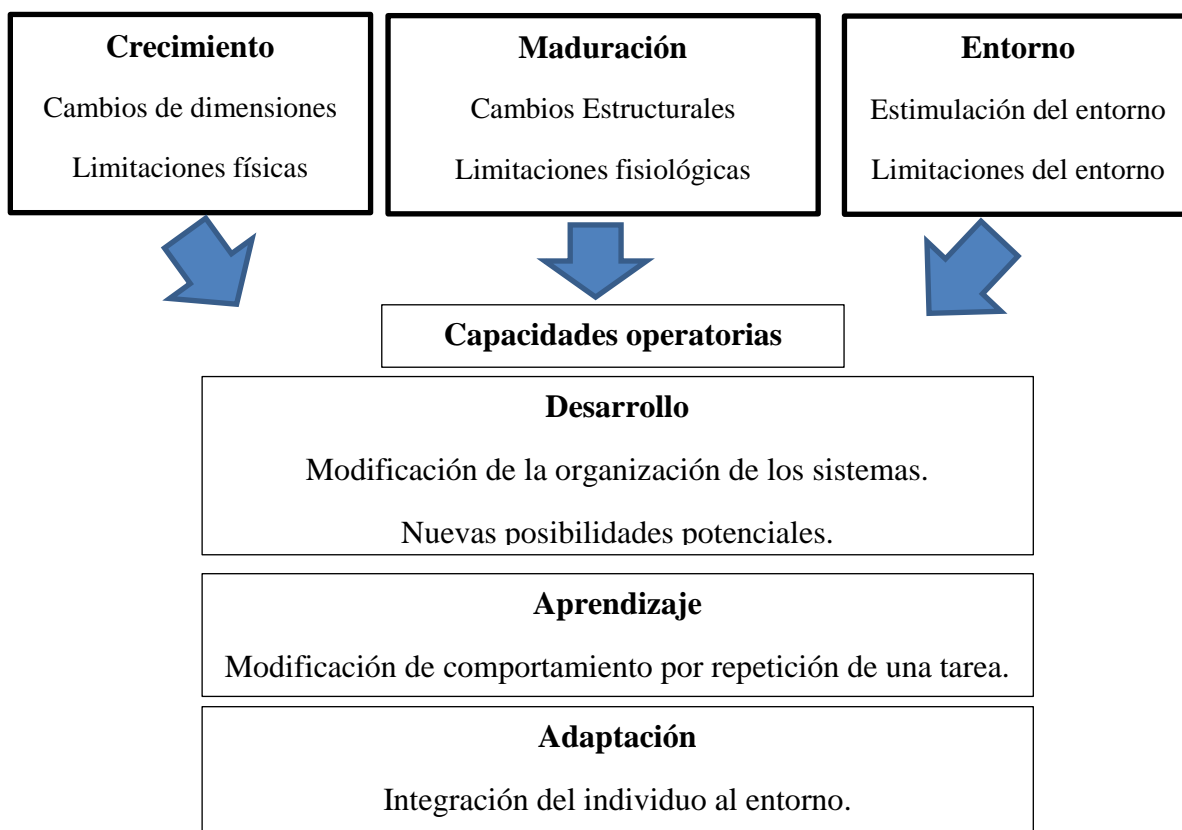 Crecimiento
Cambios de dimensiones
Limitaciones físicas
Maduración
Cambios Estructurales
Limitaciones fisiológicas
Entorno
Estimulación del entorno
Limitaciones del entorno
Capacidades operatorias
Desarrollo
Modificación de la organización de los sistemas.
Nuevas posibilidades potenciales.
Aprendizaje
Modificación de comportamiento por repetición de una tarea.
Adaptación
Integración del individuo al entorno.